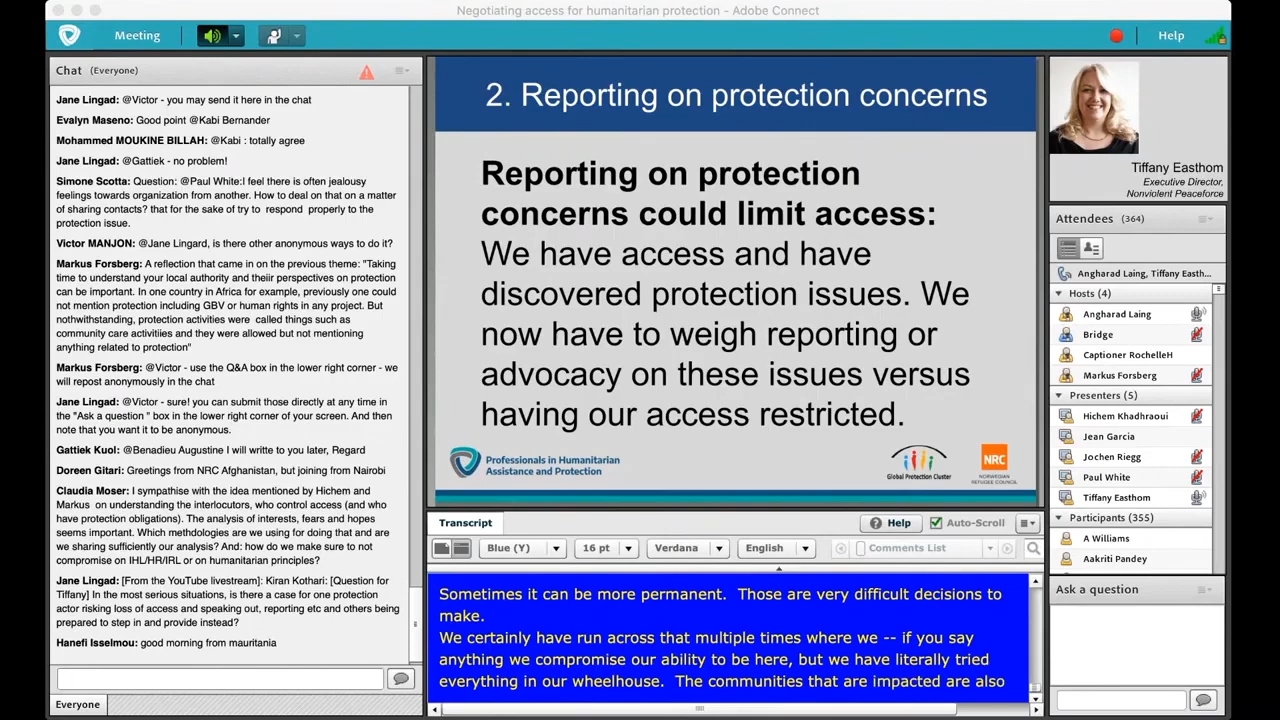 Negotiating access for humanitarian protection - Adobe Connect
Meeting
Help
Chat (Everyone)
Jane Lingad: @Victor - you may send it here in the chat
Evalyn Maseno: Good point @Kabi Bernander
Mohammed MOUKINE BILLAH: @Kabi : totally agree
Jane Lingad: @Gattiek - no problem!
Simone Scotta: Question: @Paul White:I feel there is often jealousy
feelings towards organization from another. How to deal on that on a matter
of sharing contacts? that for the sake of try to respond properly to the
protection issue.
Victor MANJON: @Jane Lingard, is there other anonymous ways to do it?
Markus Forsberg: A reflection that came in on the previous theme: "Taking
time to understand your local authority and theiir perspectives on protection
can be important. In one country in Africa for example, previously one could
not mention protection including GBV or human rights in any project. But
nothwithstanding, protection activities were called things such as
community care activitiies and they were allowed but not mentioning
anything related to protection"
Markus Forsberg: @Victor - use the Q&A box in the lower right corner - we
will repost anonymously in the chat
Jane Lingad: @Victor - sure! you can submit those directly at any time in
the "Ask a question " box in the lower right corner of your screen. And then
note that you want it to be anonymous.
Gattiek Kuol: @Benadieu Augustine I will writke to you later, Regard
Doreen Gitari: Greetings from NRC Afghanistan, but joining from Nairobi
Claudia Moser: I sympathise with the idea mentioned by Hichem and
Markus on understanding the interlocutors, who control access (and who
have protection obligations). The analysis of interests, fears and hopes
seems important. Which methdologies are we using for doing that and are
we sharing sufficiently our analysis? And: how do we make sure to not
compromise on IHL/HR/IRL or on humanitarian principles?
Jane Lingad: [From the YouTube livestream]: Kiran Kothari: [Question for
Tiffany] In the most serious situations, is there a case for one protection
actor risking loss of access and speaking out, reporting etc and others being
prepared to step in and provide instead?
Hanefi Isselmou: good morning from mauritania
Everyone
2. Reporting on protection concerns
Reporting on protection
concerns could limit access:
We have access and have
discovered protection issues. We
now have to weigh reporting or
advocacy on these issues versus
having our access restricted.
Professionals in Humanitarian
Assistance and Protection
Global Protection Cluster
NRC
NORWEGIAN
REFUGEE COUNCIL
Transcript
Help
Auto-Scroll
Blue (Y)
16 pt
Verdana
English
Comments List
Sometimes it can be more permanent. Those are very difficult decisions to
make.
We certainly have run across that multiple times where we -- if you say
anything we compromise our ability to be here, but we have literally tried
everything in our wheelhouse. The communities that are impacted are also
Tiffany Easthom
Executive Director,
Nonviolent Peaceforce
Attendees (364)
Angharad Laing, Tiffany Easth...
Hosts (4)
Angharad Laing
Bridge
Captioner RochelleH
Markus Forsberg
Presenters (5)
Hichem Khadhraoui
Jean Garcia
Jochen Riegg
Paul White
Tiffany Easthom
Participants (355)
A Williams
Aakriti Pandey
Ask a question